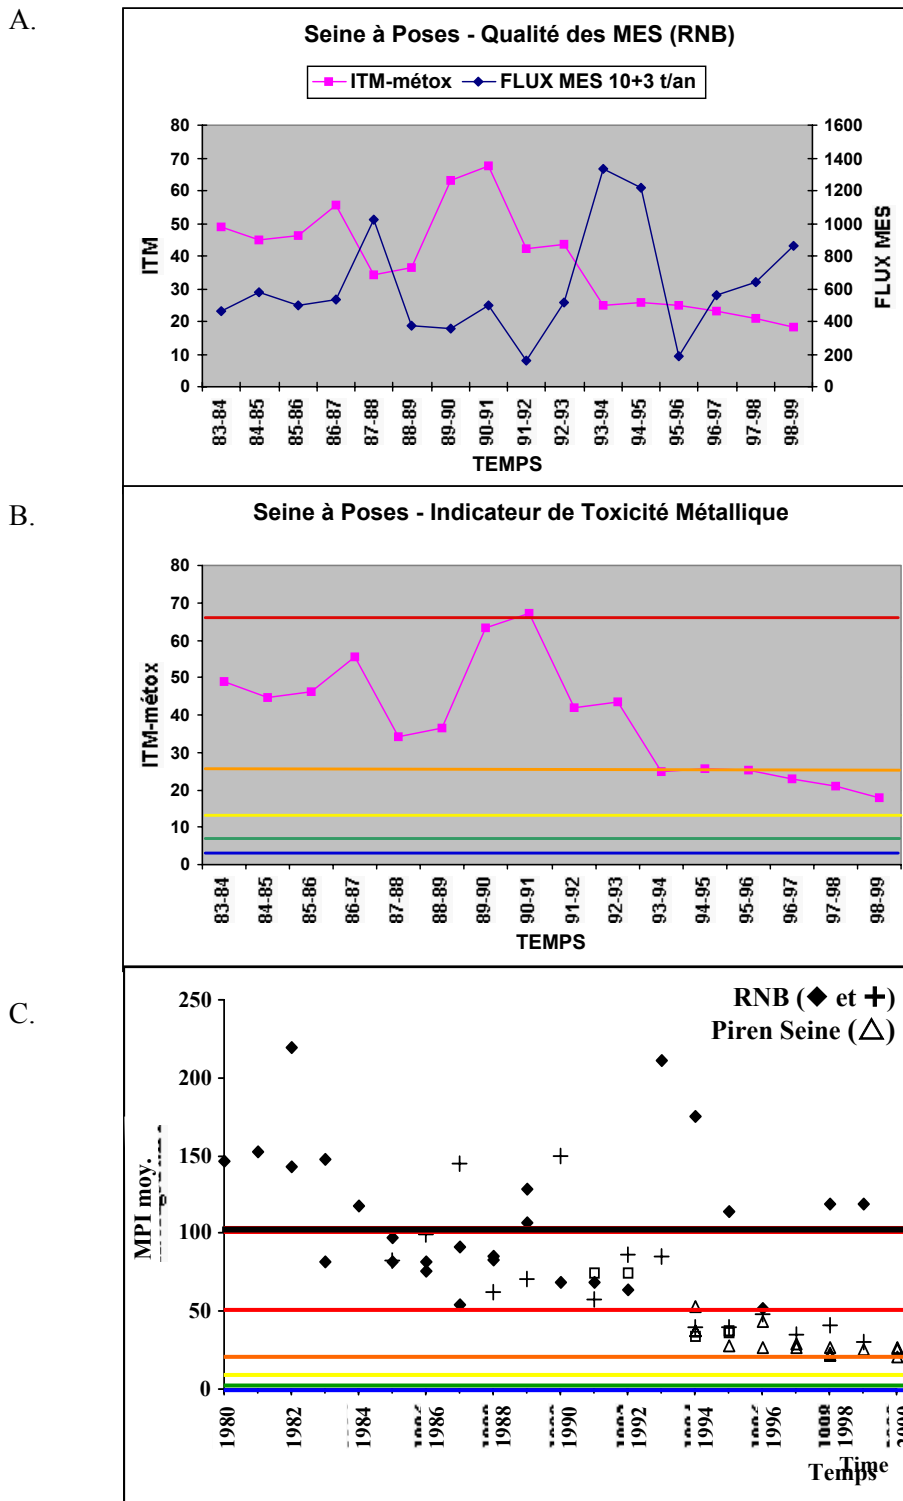 A.
Seine à Poses - Qualité des MES (RNB)
ITM-métox FLUX MES 10+3 t/an
80 1600
70 1400
60 1200
50 1000
40 800
30 600
20 400
10 200
0 0
ITM
FLUX MES
83-84 84-85 85-86 86-87 87-88 88-89 89-90 90-91 91-92 92-93 93-94 94-95 95-96 96-97 97-98 98-99
TEMPS
B.
Seine à Poses - Indicateur de Toxicité Métallique
80
70
60
50
40
30
20
10
0
ITM-métox
83-84 84-85 85-86 86-87 87-88 88-89 89-90 90-91 91-92 92-93 93-94 94-95 95-96 96-97 97-98 98-99
TEMPS
C.
RNB (◆ et +)
Piren Seine (△)
250
200
150
100
50
0
MPI moy.
1980 1982 1984 1986 1988 1990 1992 1994 1996 1998 2000
Temps
Time